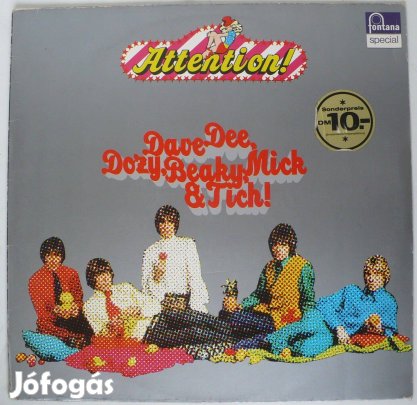 fontana
special
Attention!
Sonderpreis
DM 10.-
Dave Dee,
Dozy, Beaky, Mick
& Tich!
Jófogás